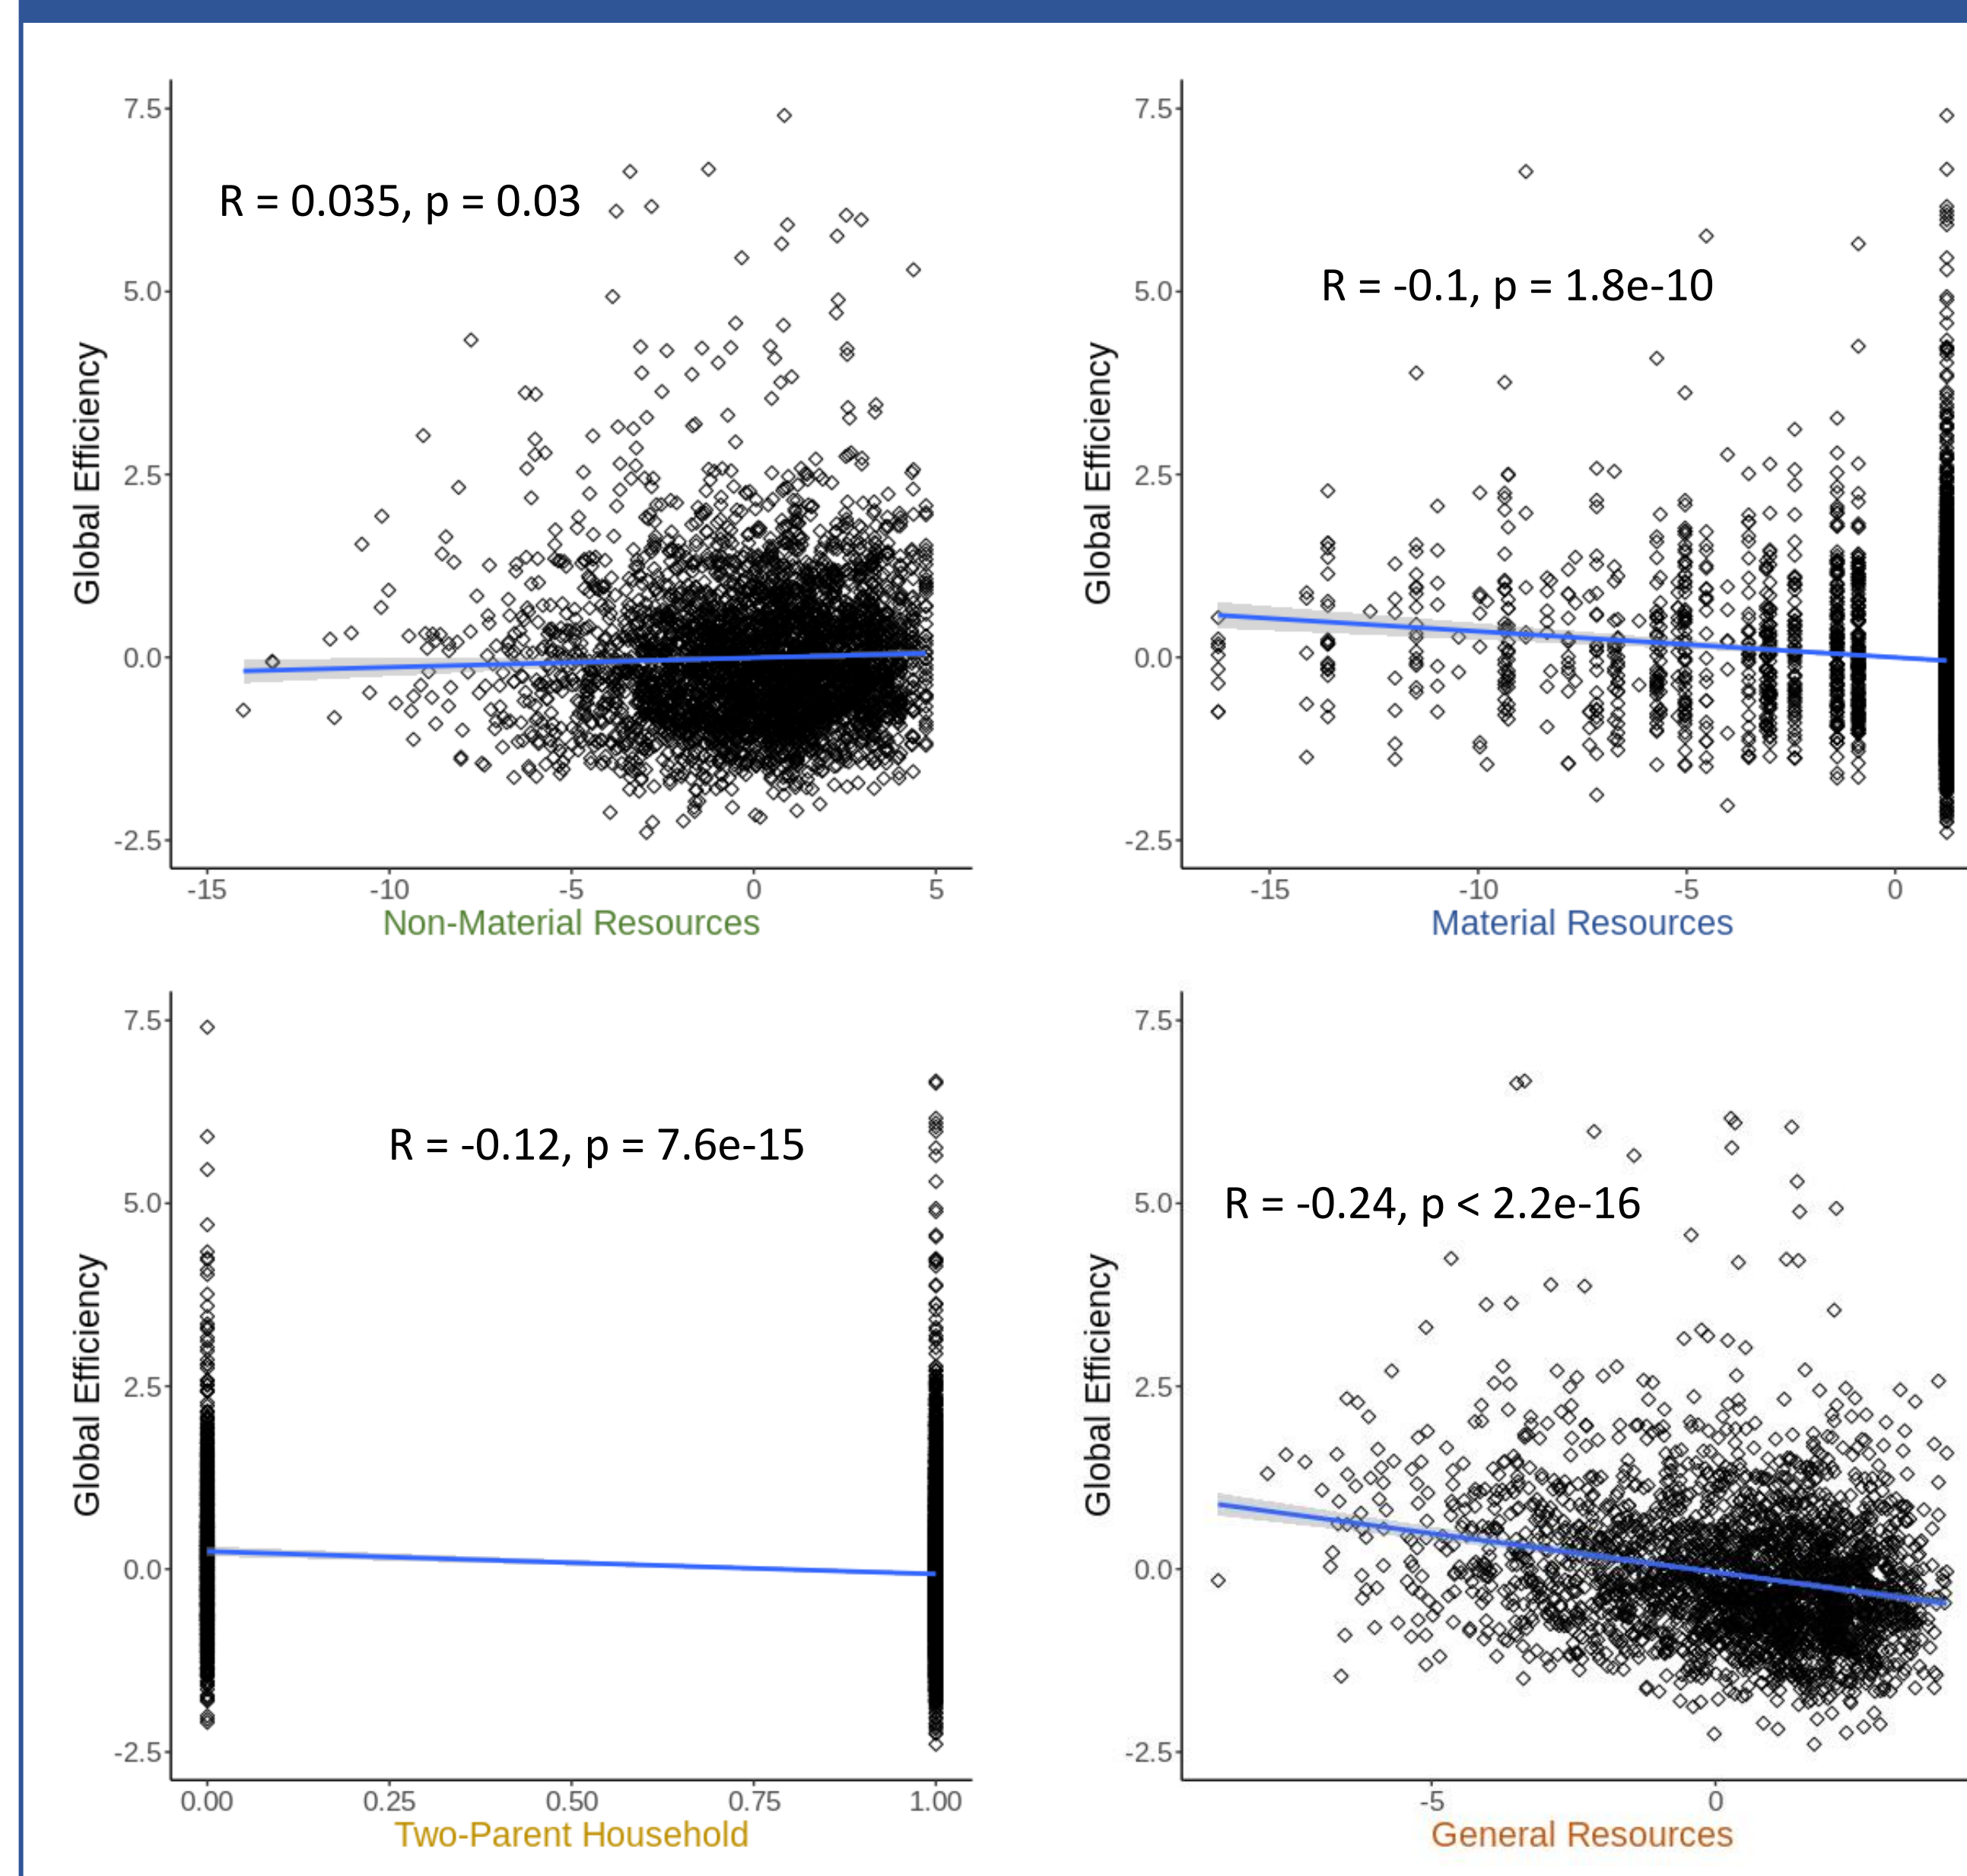 7.5
5.0
2.5
0.0
-2.5
Global Efficiency
R = 0.035, p = 0.03
-15 -10 -5 0 5
Non-Material Resources
7.5
5.0
2.5
0.0
-2.5
Global Efficiency
R = -0.1, p = 1.8e-10
-15 -10 -5 0
Material Resources
7.5
5.0
2.5
0.0
-2.5
Global Efficiency
R = -0.12, p = 7.6e-15
0.00 0.25 0.50 0.75 1.00
Two-Parent Household
7.5
5.0
2.5
0.0
-2.5
Global Efficiency
R = -0.24, p < 2.2e-16
-5 0
General Resources